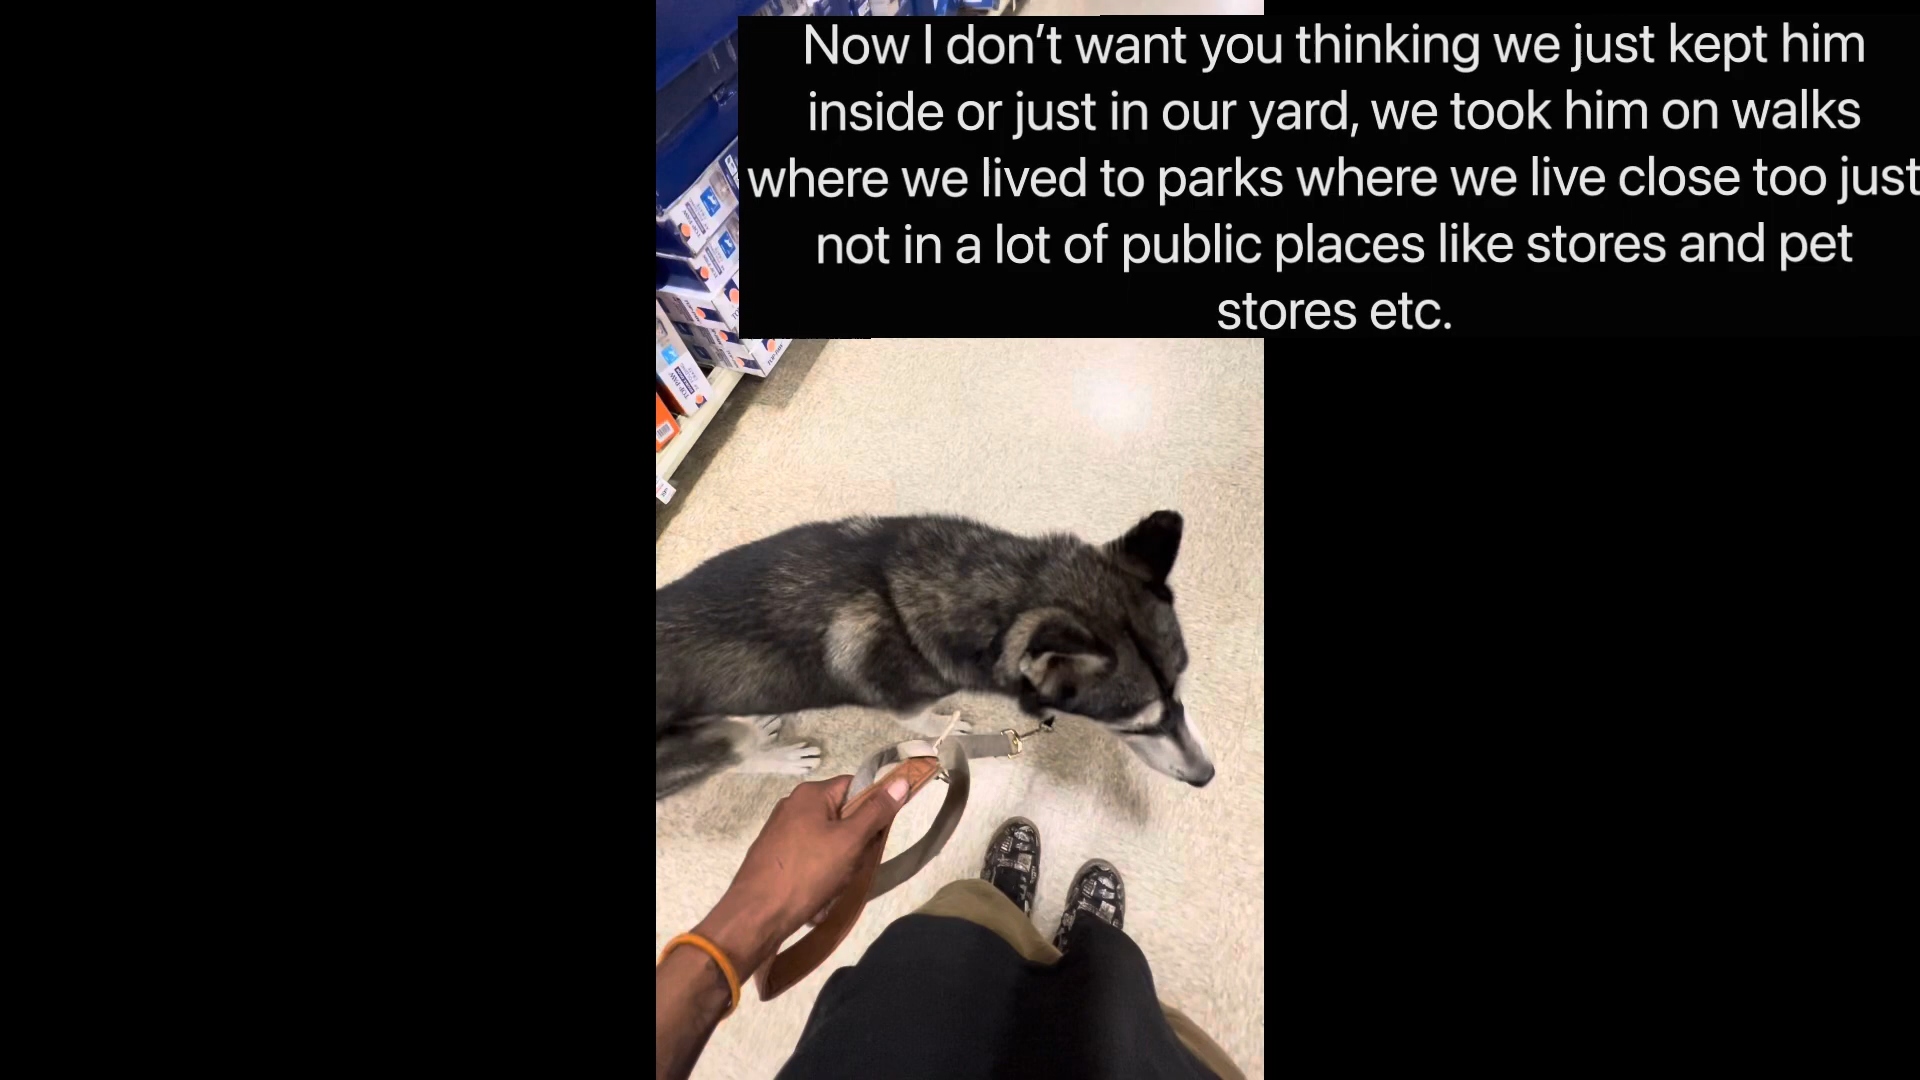 Now I don't want you thinking we just kept him
inside or just in our yard, we took him on walks
where we lived to parks where we live close too just
not in a lot of public places like stores and pet
stores etc.